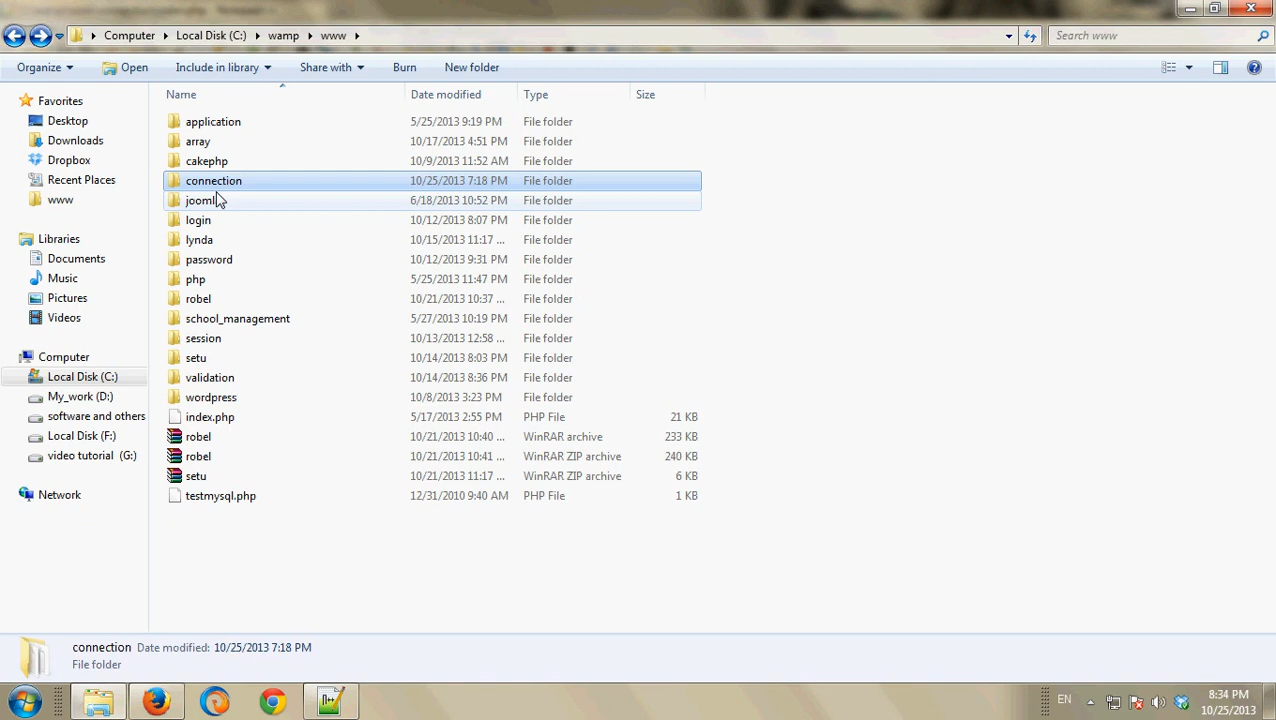 Computer Local Disk (C:) wamp www Search www
Organize Open Include in library Share with Burn New folder
Name Date modified Type Size
Favorites
Desktop
Downloads
Dropbox
Recent Places
www
Libraries
Documents
Music
Pictures
Videos
Computer
Local Disk (C:)
My_work (D:)
software and others
Local Disk (F:)
video tutorial (G:)
Network
application 5/25/2013 9:19 PM File folder
array 10/17/2013 4:51 PM File folder
cakephp 10/9/2013 11:52 AM File folder
connection 10/25/2013 7:18 PM File folder
jooml 6/18/2013 10:52 PM File folder
login 10/12/2013 8:07 PM File folder
lynda 10/15/2013 11:17 ... File folder
password 10/12/2013 9:31 PM File folder
php 5/25/2013 11:47 PM File folder
robel 10/21/2013 10:37 ... File folder
school_management 5/27/2013 10:19 PM File folder
session 10/13/2013 12:58 ... File folder
setu 10/14/2013 8:03 PM File folder
validation 10/14/2013 8:36 PM File folder
wordpress 10/8/2013 3:23 PM File folder
index.php 5/17/2013 2:55 PM PHP File 21 KB
robel 10/21/2013 10:40 ... WinRAR archive 233 KB
robel 10/21/2013 10:41 ... WinRAR ZIP archive 240 KB
setu 10/21/2013 11:17 ... WinRAR ZIP archive 6 KB
testmysql.php 12/31/2010 9:40 AM PHP File 1 KB
connection Date modified: 10/25/2013 7:18 PM
File folder
EN 8:34 PM
10/25/2013